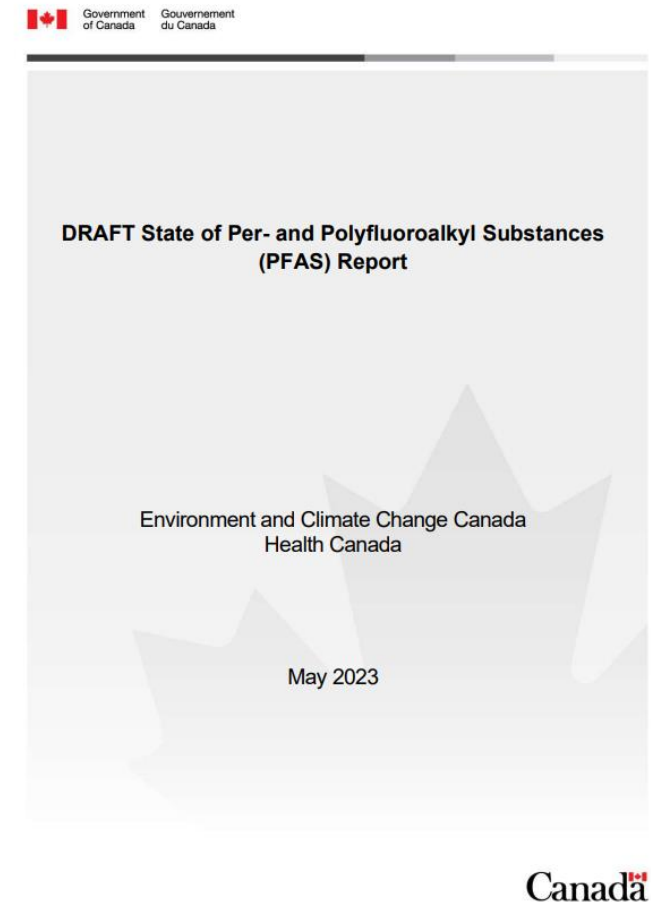 Government Gouvernement
of Canada du Canada
DRAFT State of Per- and Polyfluoroalkyl Substances
(PFAS) Report
Environment and Climate Change Canada
Health Canada
May 2023
Canada